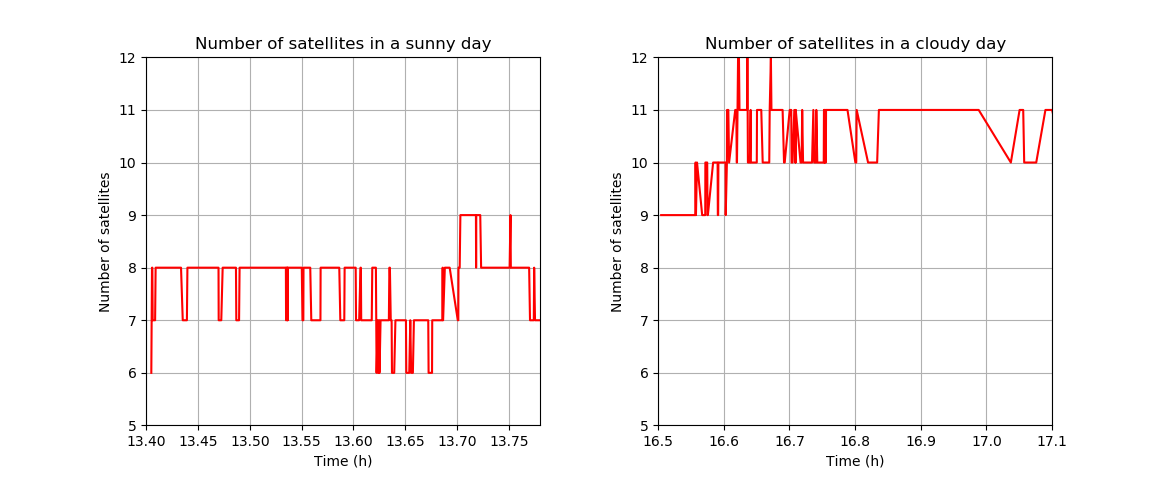 Number of satellites in a sunny day
Number of satellites
12
11
10
9
8
7
6
5
13.40 13.45 13.50 13.55 13.60 13.65 13.70 13.75
Time (h)
Number of satellites in a cloudy day
Number of satellites
12
11
10
9
8
7
6
5
16.5 16.6 16.7 16.8 16.9 17.0 17.1
Time (h)